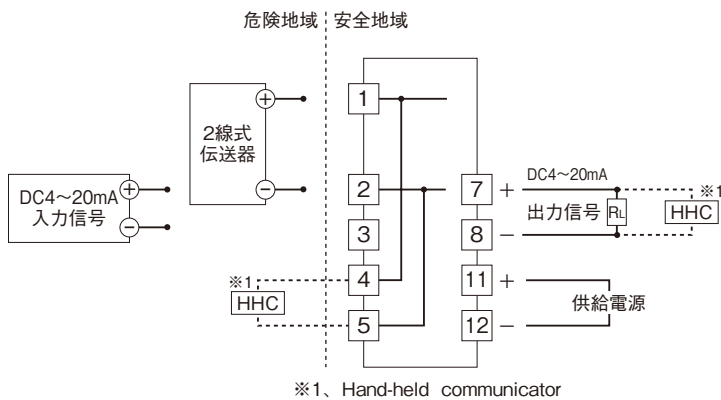 危険地域
安全地域
1
2線式
伝送器
+
−
DC4～20mA
入力信号
+
−
2
3
4
5
※1
HHC
7
+
DC4～20mA
8
−
出力信号
RL
※1
HHC
11
+
12
−
供給電源
※1、Hand-held communicator